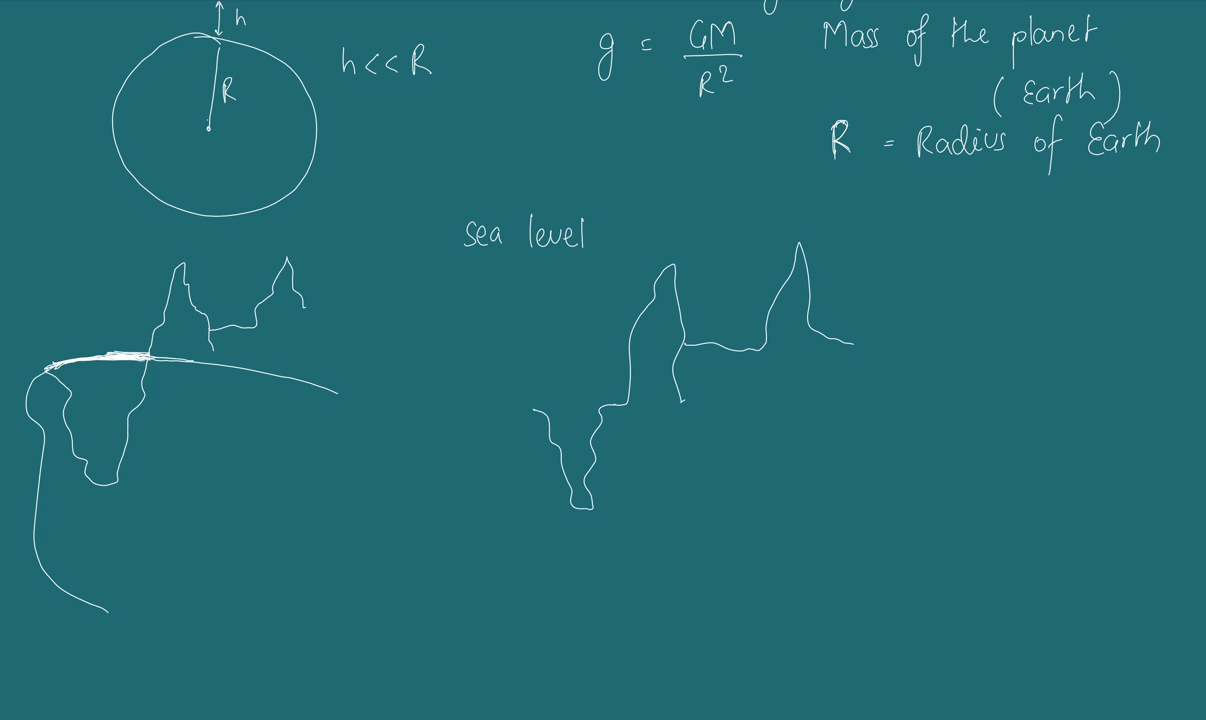 h
h << R
R
g = GM / R²
Mass of the planet
(Earth)
R = Radius of Earth
sea level